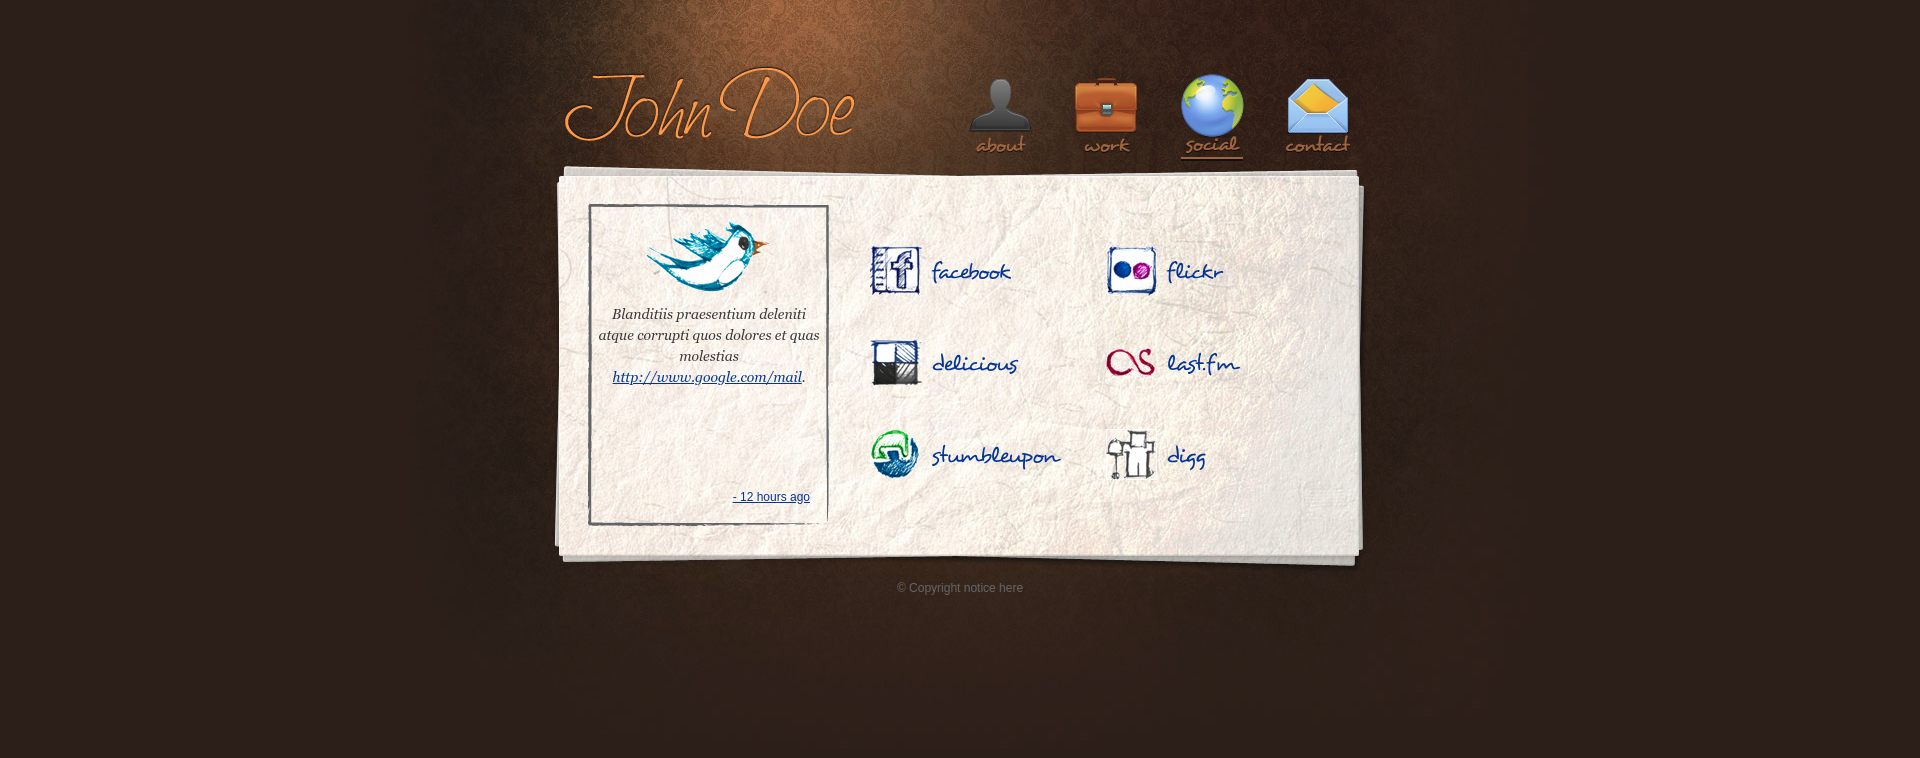 John Doe
about
work
social
contact
Blanditiis praesentium deleniti
atque corrupti quos dolores et quas
molestias
http://www.google.com/mail.
- 12 hours ago
facebook
flickr
delicious
last.fm
stumbleupon
digg
© Copyright notice here